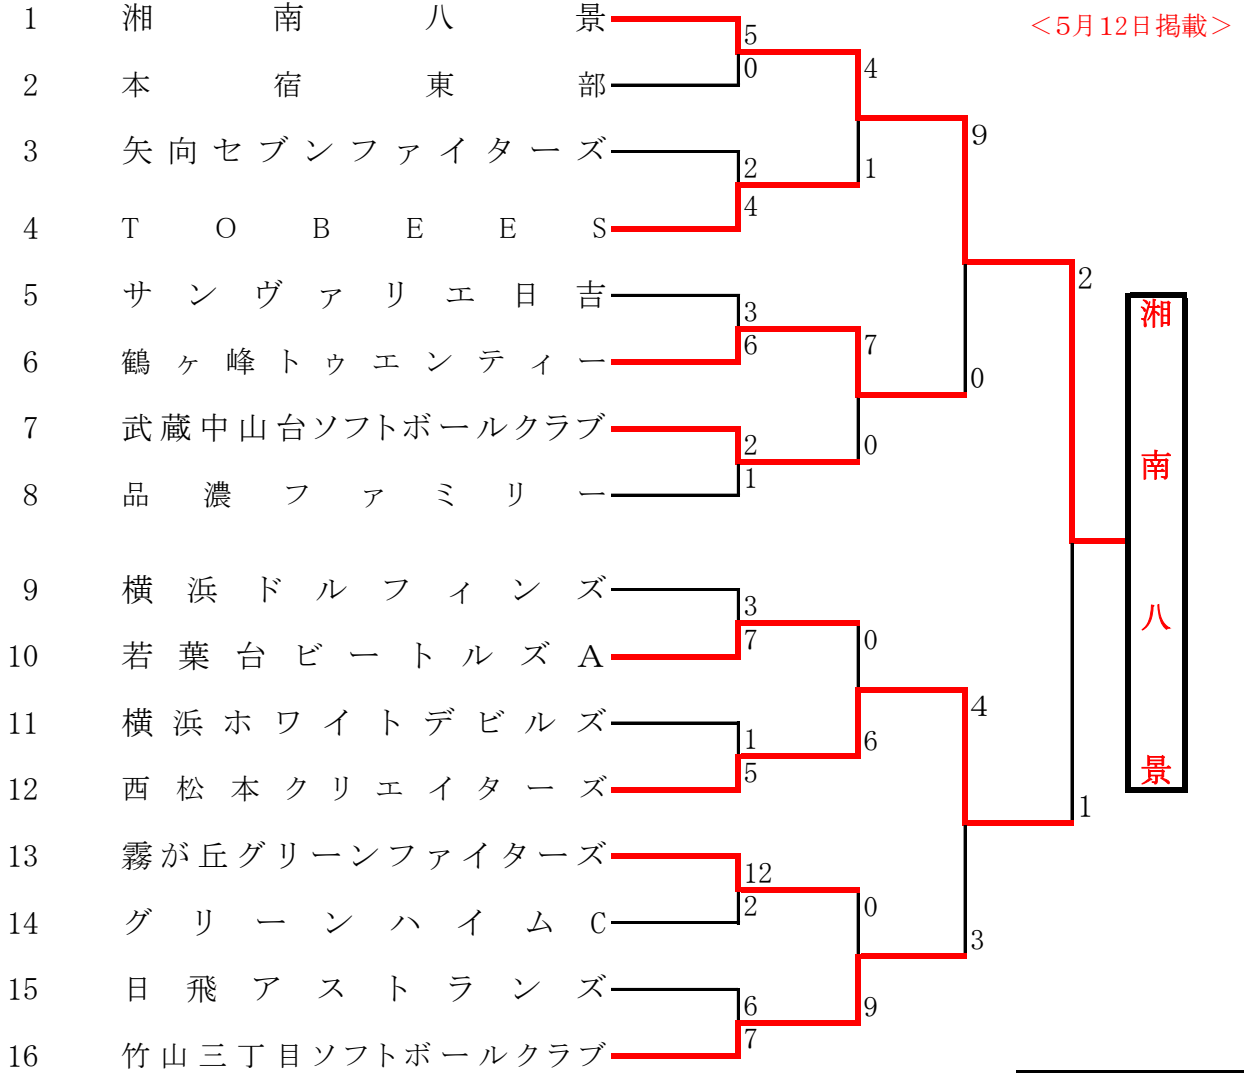 ＜5月12日掲載＞
1 湘南八景
5
0
4
2 本宿東部
9
3 矢向セブンファイターズ
2
1
4
4 TOBEES
2
5 サンヴァリエ日吉
3
6
7
6 鶴ヶ峰トゥエンティー
0
7 武蔵中山台ソフトボールクラブ
2
0
1
8 品濃ファミリー
湘南八景
9 横浜ドルフィンズ
3
7
0
10 若葉台ビートルズA
4
11 横浜ホワイトデビルズ
1
6
5
12 西松本クリエイターズ
1
13 霧が丘グリーンファイターズ
12
2
0
14 グリーンハイムC
3
15 日飛アストランズ
6
9
7
16 竹山三丁目ソフトボールクラブ